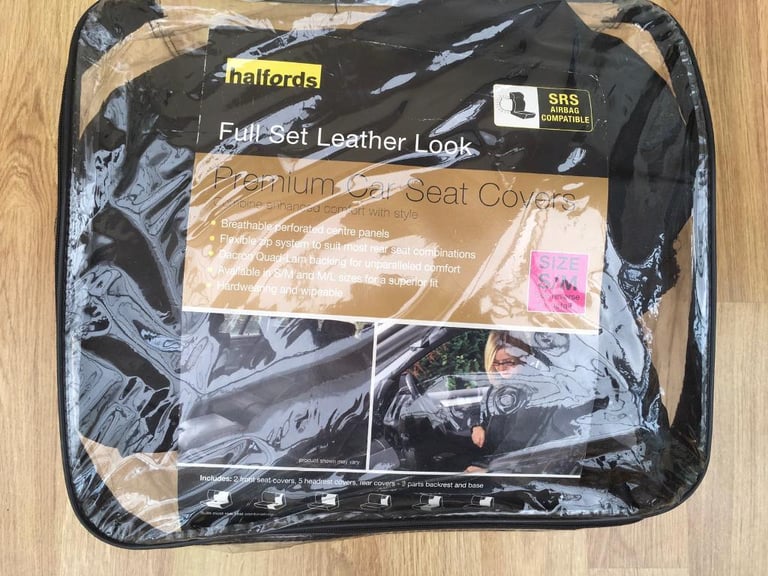 halfords
SRS
AIRBAG
COMPATIBLE
Full Set Leather Look
Premium Car Seat Covers
Combine enhanced comfort with style
Breathable perforated centre panels
Flexible zip system to suit most rear seat combinations
Dacron Quad-Lam backing for unparalleled comfort
Available in S/M and M/L sizes for a superior fit
Hardwearing and wipeable
SIZE
S/M
product shown may vary
Includes: 2 front seat covers, 5 headrest covers, rear covers - 3 parts backrest and base